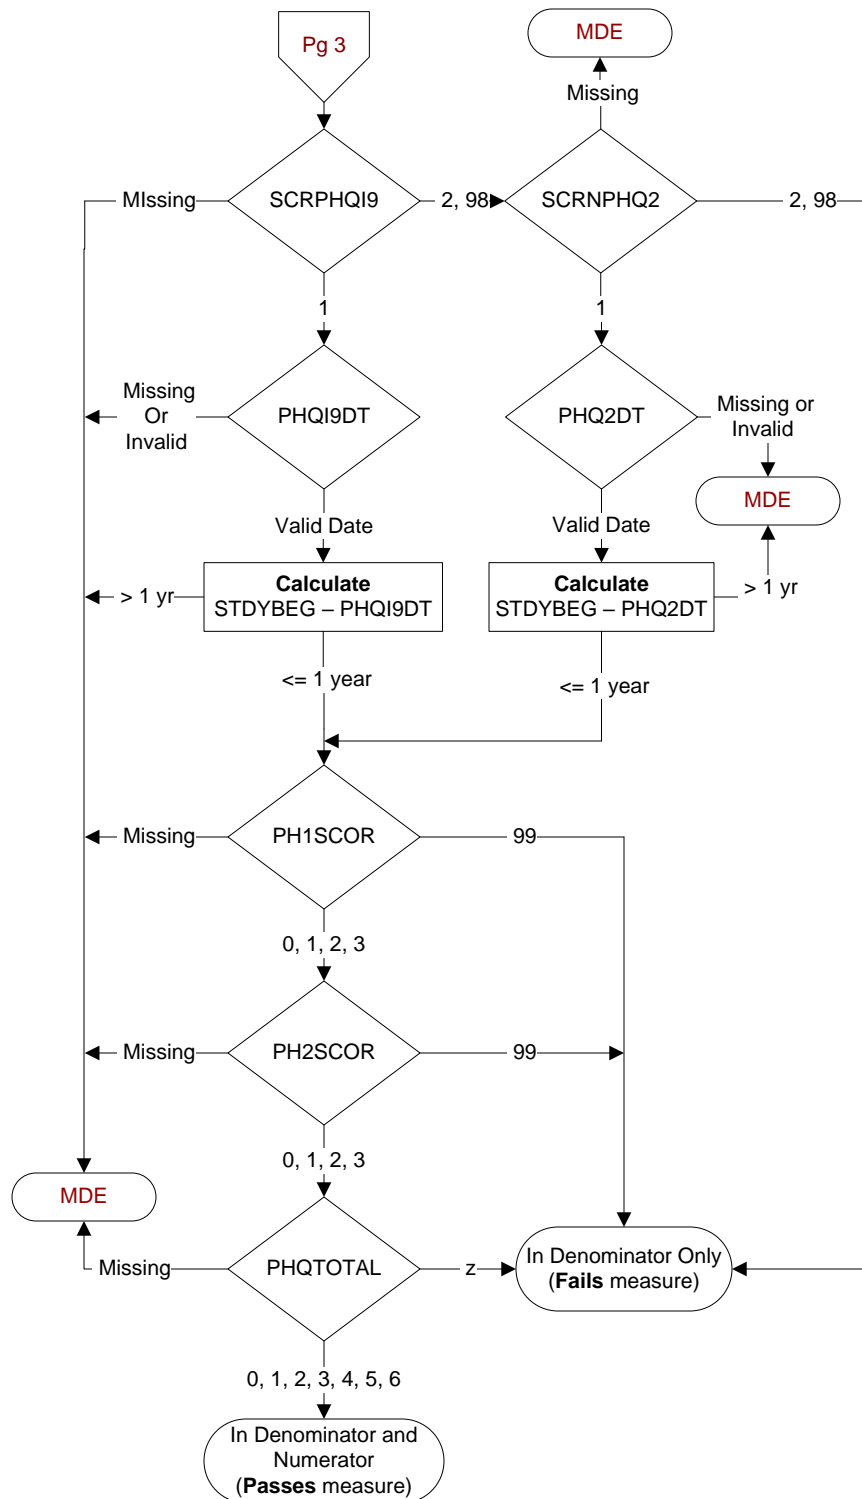 Pg 3
MDE
Missing
SCRPHQI9
SCRNPHQ2
MIssing
2, 98
2, 98
1
1
Missing
Or
Invalid
PHQI9DT
PHQ2DT
Missing or
Invalid
MDE
Valid Date
Valid Date
Calculate
STDYBEG – PHQI9DT
Calculate
STDYBEG – PHQ2DT
> 1 yr
> 1 yr
<= 1 year
<= 1 year
Missing
PH1SCOR
99
0, 1, 2, 3
Missing
PH2SCOR
99
0, 1, 2, 3
MDE
Missing
PHQTOTAL
z
In Denominator Only
(Fails measure)
0, 1, 2, 3, 4, 5, 6
In Denominator and
Numerator
(Passes measure)